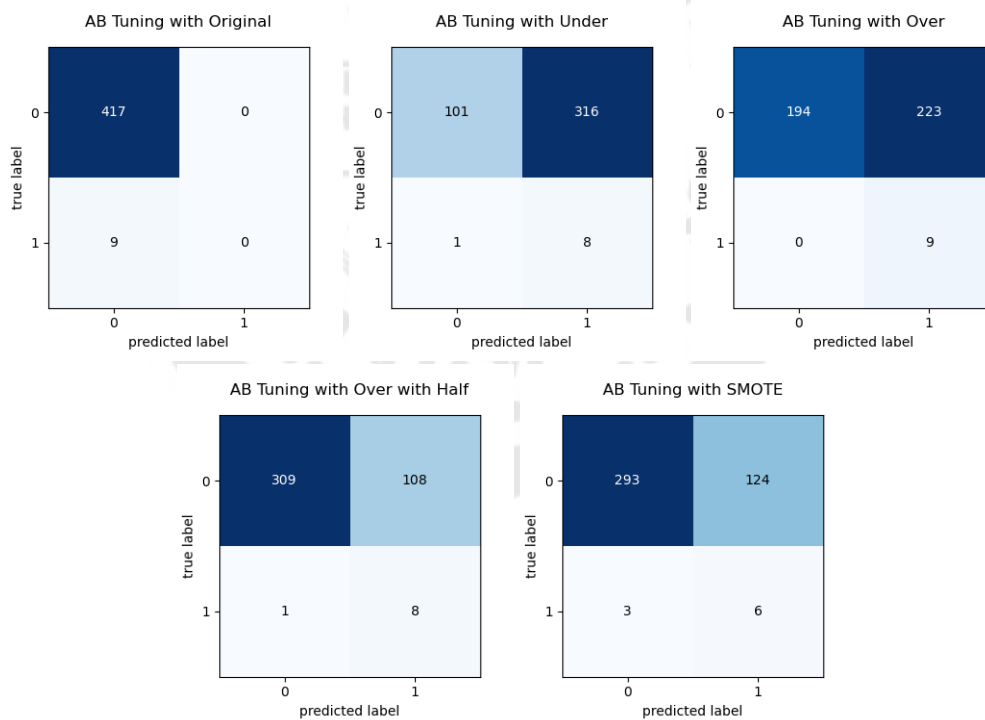 AB Tuning with Original
0
417
0
true label
1
9
0
0
1
predicted label
AB Tuning with Under
0
101
316
true label
1
1
8
0
1
predicted label
AB Tuning with Over
0
194
223
true label
1
0
9
0
1
predicted label
AB Tuning with Over with Half
0
309
108
true label
1
1
8
0
1
predicted label
AB Tuning with SMOTE
0
293
124
true label
1
3
6
0
1
predicted label